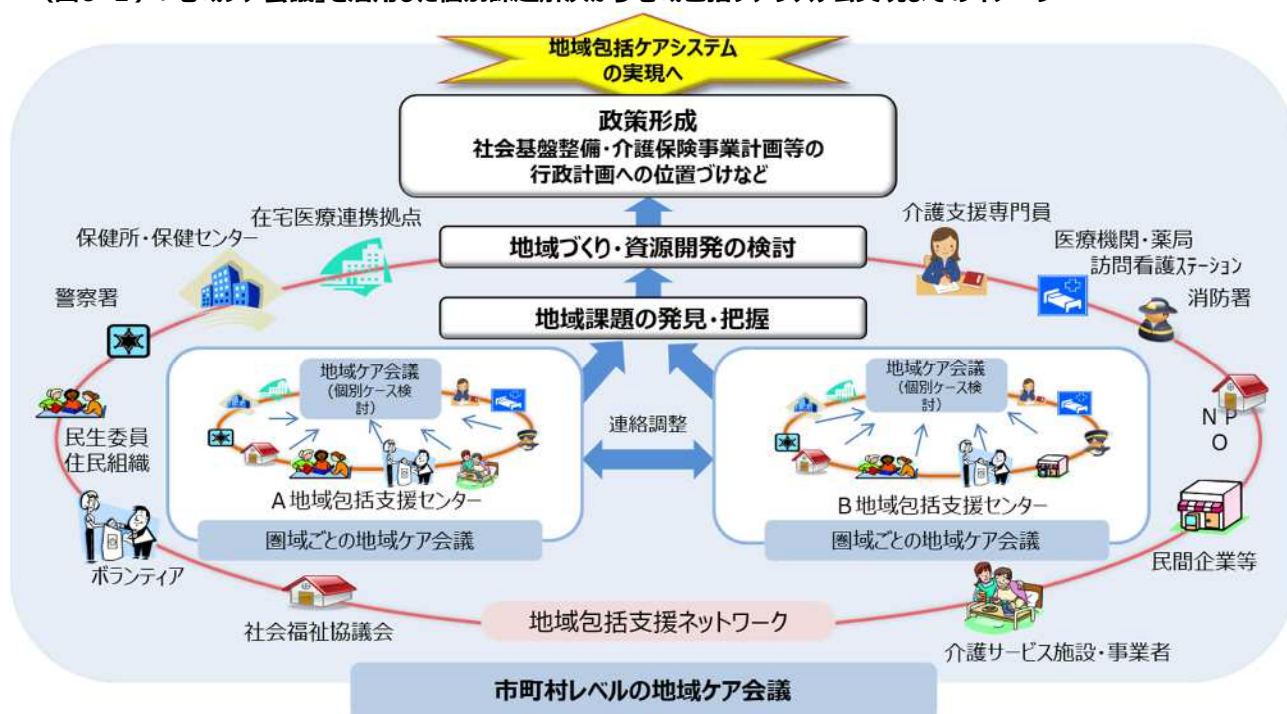 地域包括ケアシステム
の実現へ
政策形成
社会基盤整備・介護保険事業計画等の
行政計画への位置づけなど
在宅医療連携拠点
介護支援専門員
保健所・保健センター
地域づくり・資源開発の検討
医療機関・薬局
訪問看護ステーション
警察署
消防署
地域課題の発見・把握
地域ケア会議
(個別ケース検
討)
地域ケア会議
(個別ケース検
討)
連絡調整
民生委員
住民組織
N P
O
A地域包括支援センター
B地域包括支援センター
圏域ごとの地域ケア会議
圏域ごとの地域ケア会議
ボランティア
民間企業等
社会福祉協議会
地域包括支援ネットワーク
介護サービス施設・事業者
市町村レベルの地域ケア会議